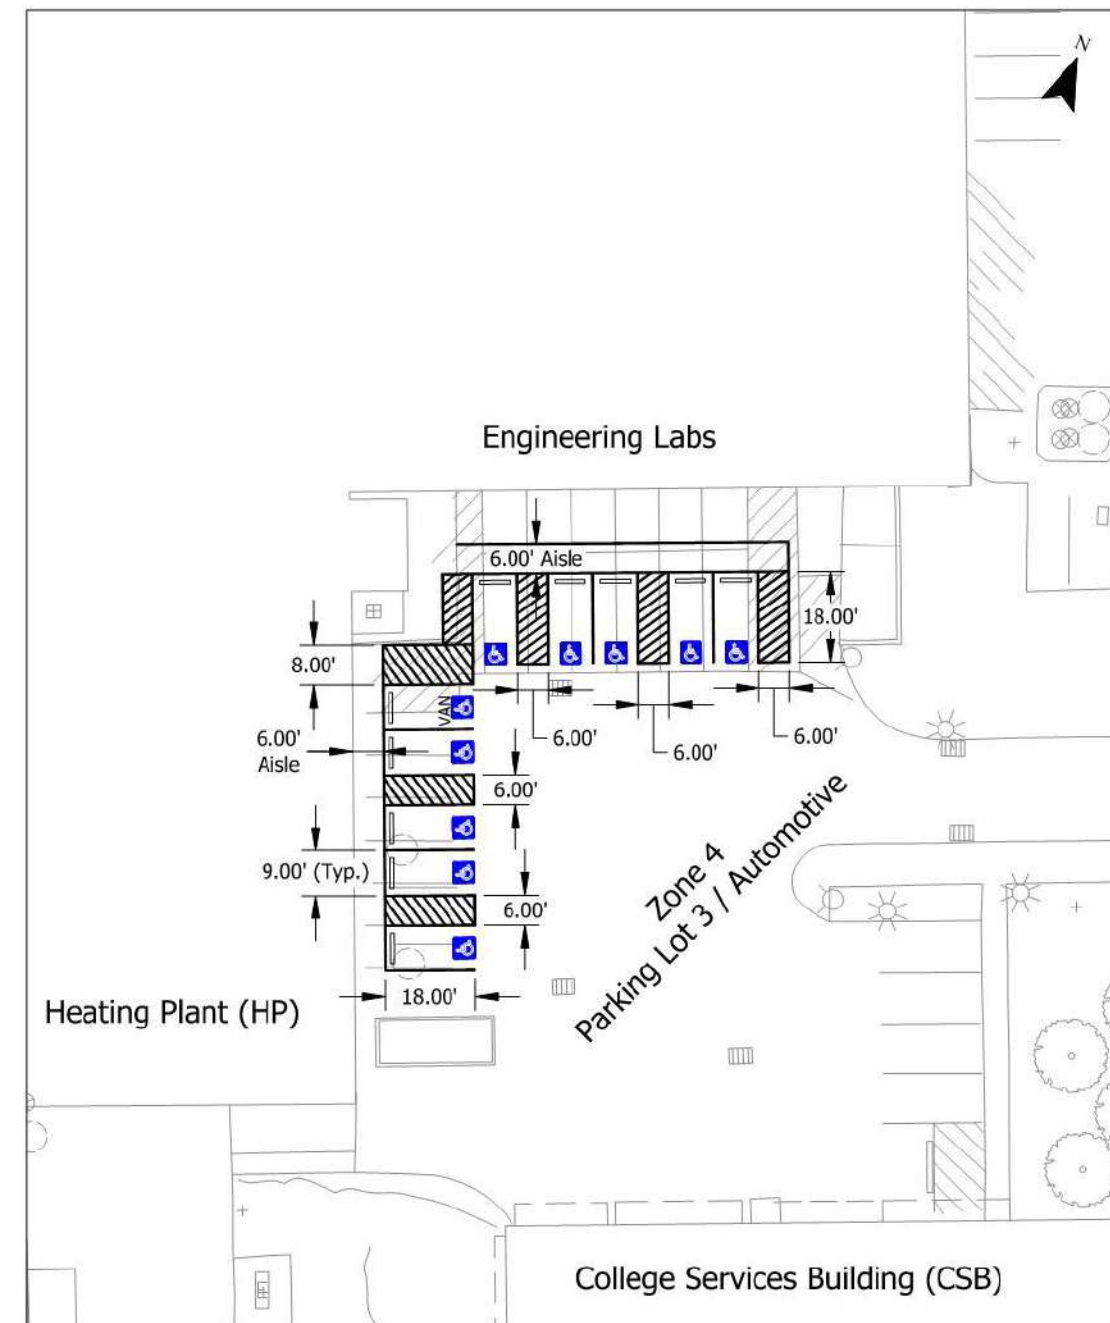 N
Engineering Labs
6.00' Aisle
18.00'
8.00'
VAN
6.00'
Aisle
6.00'
6.00'
6.00'
6.00'
9.00' (Typ.)
6.00'
Zone 4
Parking Lot 3 / Automotive
18.00'
Heating Plant (HP)
College Services Building (CSB)